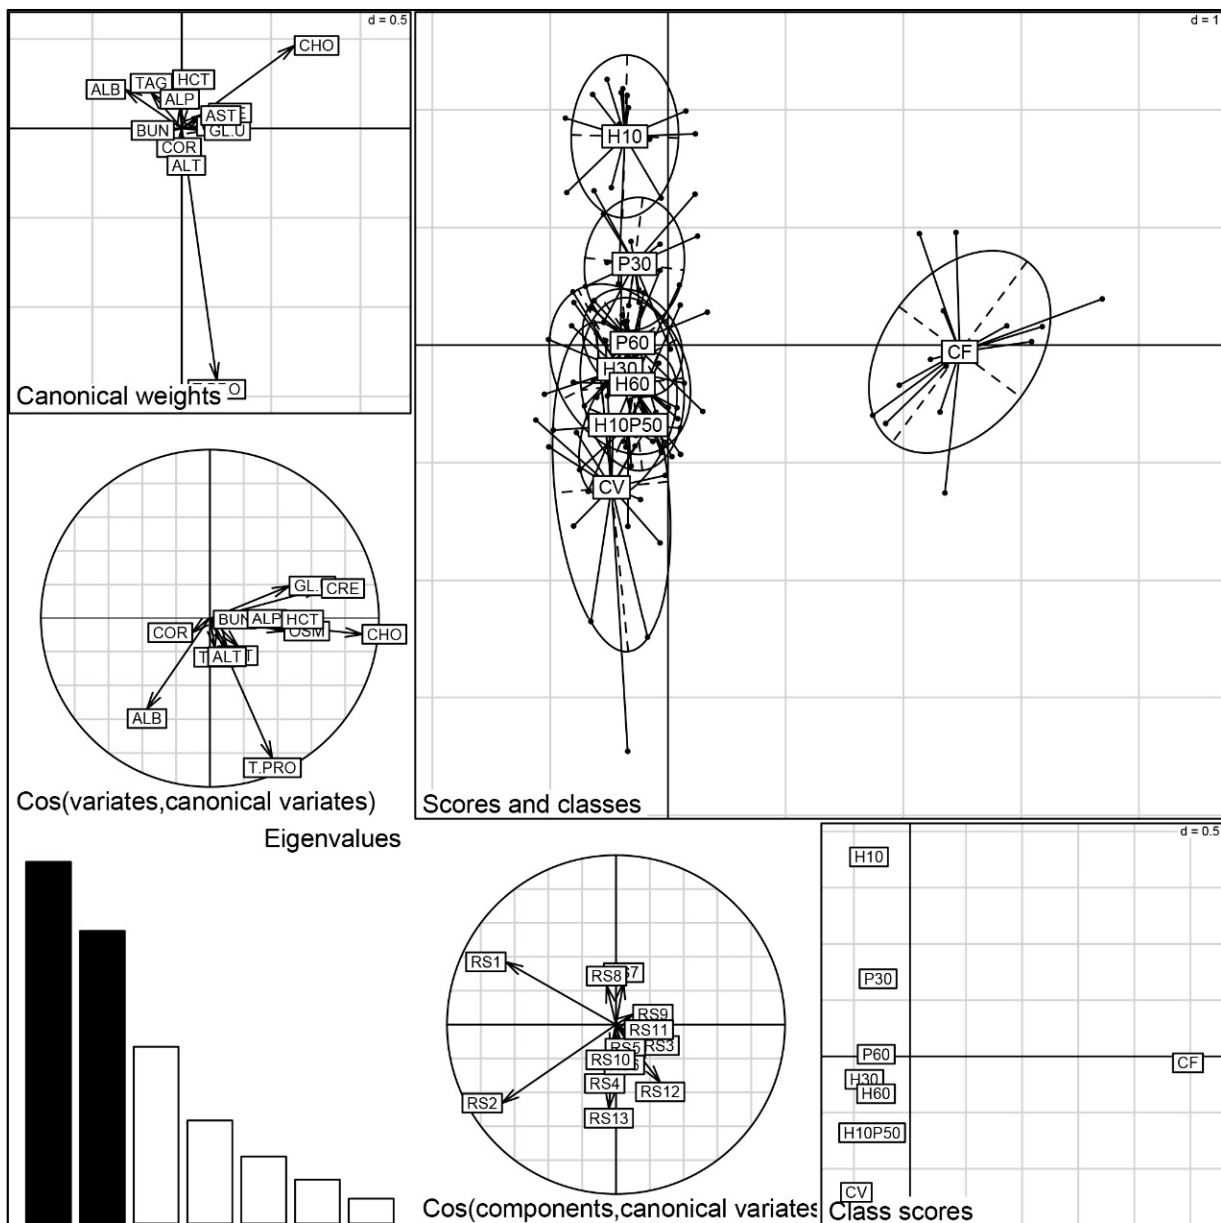 d = 0.5
CHO
TAG
HCT
ALB
ALP
AST
BUN
GL.U
COR
ALT
Canonical weights
d = 1
H10
P30
P60
H30
H60
H10P50
CV
CF
Scores and classes
GL.
CRE
BUN
ALP
HCT
COR
OSM
CHO
ALT
ALB
T.PRO
Cos(variates,canonical variates)
Eigenvalues
RS1
RS8
RS9
RS11
RS5
RS3
RS10
RS4
RS12
RS2
RS13
Cos(components,canonical variates
d = 0.5
H10
P30
P60
CF
H30
H60
H10P50
CV
Class scores